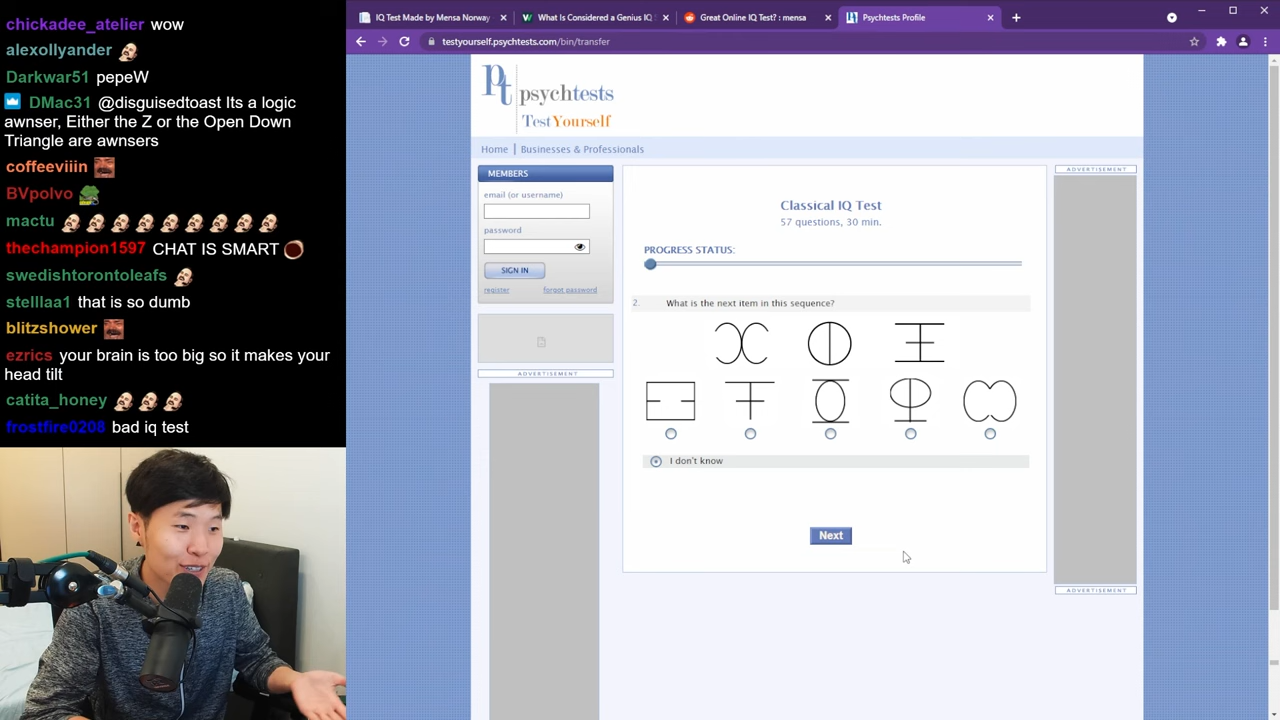 chickadee_atelier wow
alexollyander
Darkwar51 pepeW
DMac31 @disguisedtoast Its a logic
awnser, Either the Z or the Open Down
Triangle are awnsers
coffeeviiin
BVpolvo
mactu
thechampion1597 CHAT IS SMART
swedishtorontoleafs
stelllaa1 that is so dumb
blitzshower
ezrics your brain is too big so it makes your
head tilt
catita_honey
frostfire0208 bad iq test
IQ Test Made by Mensa Norway
What Is Considered a Genius IQ S
Great Online IQ Test? : mensa
Psychtests Profile
testyourself.psychtests.com/bin/transfer
pt psychtests
TestYourself
Home | Businesses & Professionals
MEMBERS
email (or username)
password
SIGN IN
register forgot password
ADVERTISEMENT
Classical IQ Test
57 questions, 30 min.
PROGRESS STATUS:
2. What is the next item in this sequence?
I don't know
Next
ADVERTISEMENT
ADVERTISEMENT